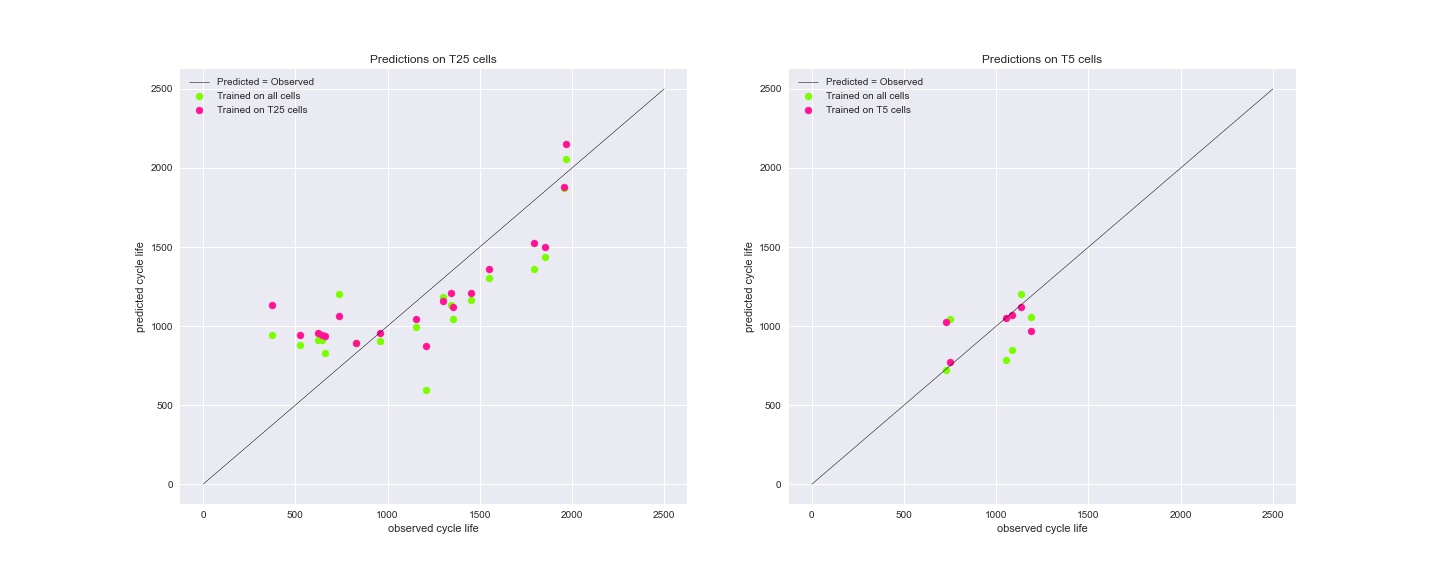 Predictions on T25 cells
Predicted = Observed
Trained on all cells
Trained on T25 cells
2500
2000
1500
1000
500
0
predicted cycle life
0 500 1000 1500 2000 2500
observed cycle life
Predictions on T5 cells
Predicted = Observed
Trained on all cells
Trained on T5 cells
2500
2000
1500
1000
500
0
predicted cycle life
0 500 1000 1500 2000 2500
observed cycle life